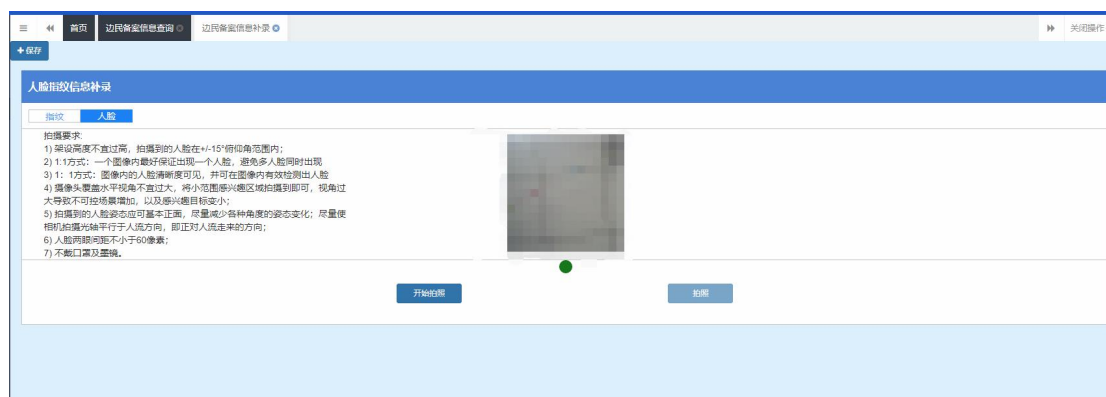 首页
边民备案信息查询
边民备案信息补录
关闭操作
+保存
人脸指纹信息补录
指纹
人脸
拍摄要求:
1) 架设高度不宜过高，拍摄到的人脸在+/-15°俯仰角范围内；
2) 1:1方式：一个图像内最好保证出现一个人脸，避免多人脸同时出现
3) 1：1方式：图像内的人脸清晰度可见，并可在图像内有效检测出人脸
4) 摄像头覆盖水平视角不宜过大，将小范围感兴趣区域拍摄到即可，视角过
大导致不可控场景增加，以及感兴趣目标变小；
5) 拍摄到的人脸姿态应可基本正面，尽量减少各种角度的姿态变化；尽量使
相机拍摄光轴平行于人流方向，即正对人流走来的方向；
6) 人脸两眼间距不小于60像素；
7) 不戴口罩及墨镜。
开始拍照
拍照